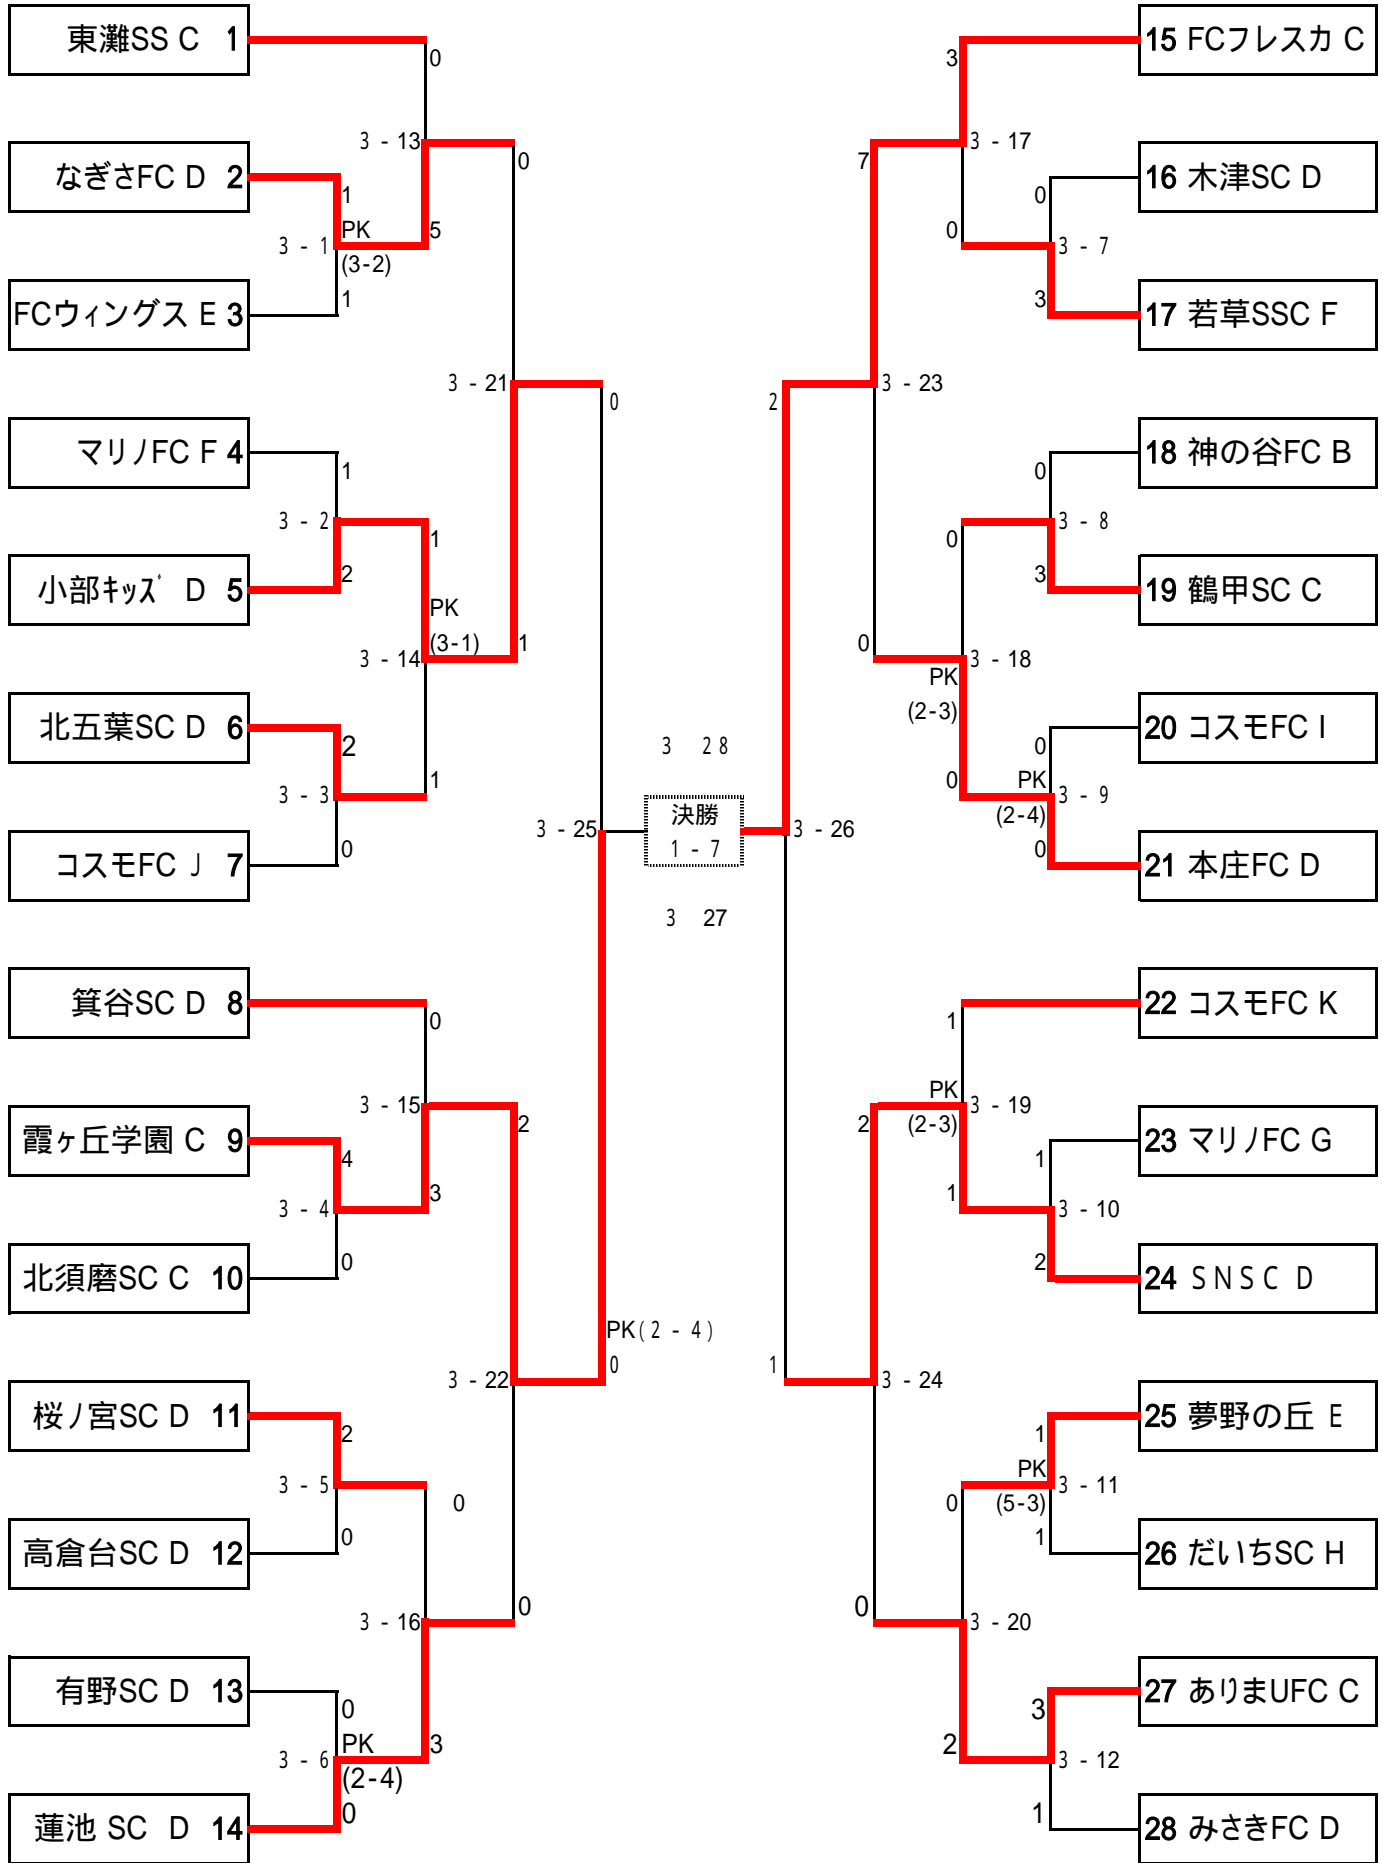 東灘SS C 1
0
3 - 13
なぎさFC D 2
1
PK
(3-2)
3 - 1
5
0
FCウィングス E 3
1
3 - 21
0
マリノFC F 4
1
3 - 2
1
小部キッズ D 5
2
PK
(3-1)
3 - 14
1
北五葉SC D 6
2
3 - 3
1
コスモFC J 7
0
3 - 25
箕谷SC D 8
0
3 - 15
2
霞ヶ丘学園 C 9
4
3 - 4
3
北須磨SC C 10
0
PK(2 - 4)
0
3 - 22
桜ノ宮SC D 11
2
3 - 5
0
高倉台SC D 12
0
3 - 16
0
有野SC D 13
0
PK
(2-4)
3 - 6
3
蓮池 SC D 14
0
3 28
決勝
1 - 7
3 27
15 FCフレスカ C
3
3 - 17
7
16 木津SC D
0
3 - 7
0
17 若草SSC F
3
3 - 23
2
18 神の谷FC B
0
3 - 8
0
19 鶴甲SC C
3
0
3 - 18
PK
(2-3)
20 コスモFC I
0
PK
(2-4)
3 - 9
0
21 本庄FC D
0
3 - 26
22 コスモFC K
1
PK
(2-3)
3 - 19
2
23 マリノFC G
1
3 - 10
1
24 SNSC D
2
1
3 - 24
25 夢野の丘 E
1
PK
(5-3)
3 - 11
0
26 だいちSC H
1
0
3 - 20
27 ありまUFC C
3
3 - 12
2
28 みさきFC D
1